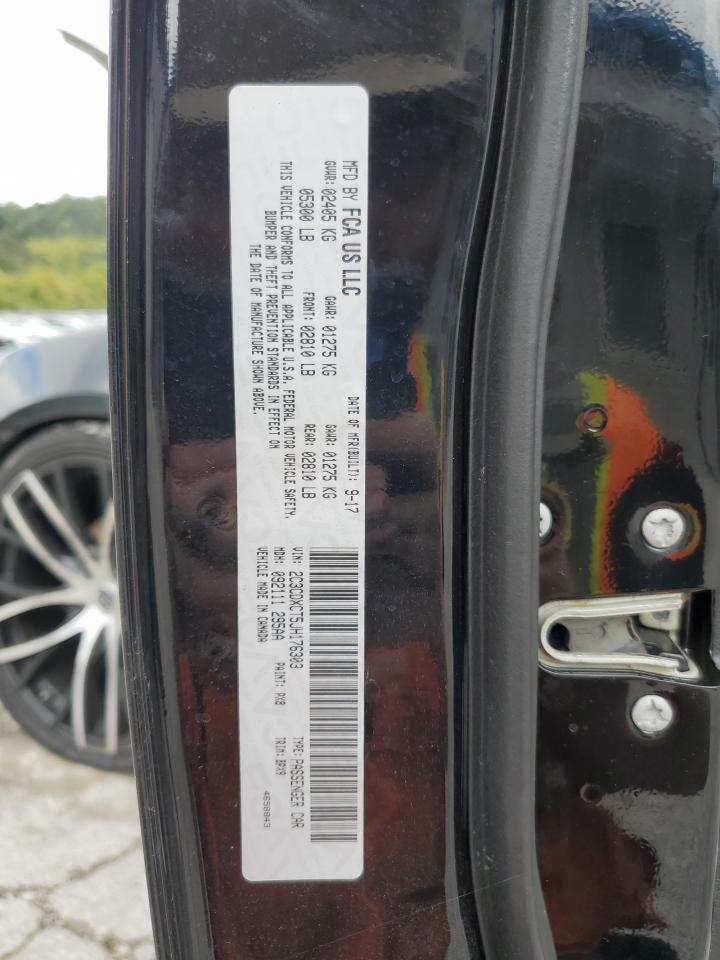 MFD BY FCA US LLC DATE OF MFR(BUILT): 9-17
GVWR: 02405 KG GAWR: 01275 KG GAWR: 01275 KG
05300 LB FRONT: 02810 LB REAR: 02810 LB
THIS VEHICLE CONFORMS TO ALL APPLICABLE U.S.A. FEDERAL MOTOR VEHICLE SAFETY,
BUMPER AND THEFT PREVENTION STANDARDS IN EFFECT ON
THE DATE OF MANUFACTURE SHOWN ABOVE.
VIN: 2C3CDXCT5JH176303 TYPE: PASSENGER CAR
MDH: 092111 295AA PAINT: PX8 TRIM: BPX9
VEHICLE MADE IN CANADA 4658843